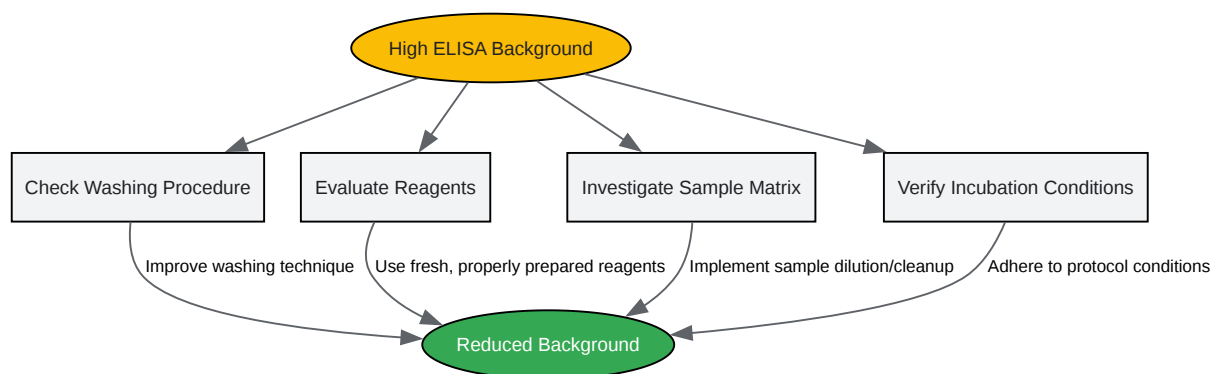 High ELISA Background
Check Washing Procedure
Evaluate Reagents
Investigate Sample Matrix
Verify Incubation Conditions
Improve washing technique
Use fresh, properly prepared reagents
Implement sample dilution/cleanup
Adhere to protocol conditions
Reduced Background